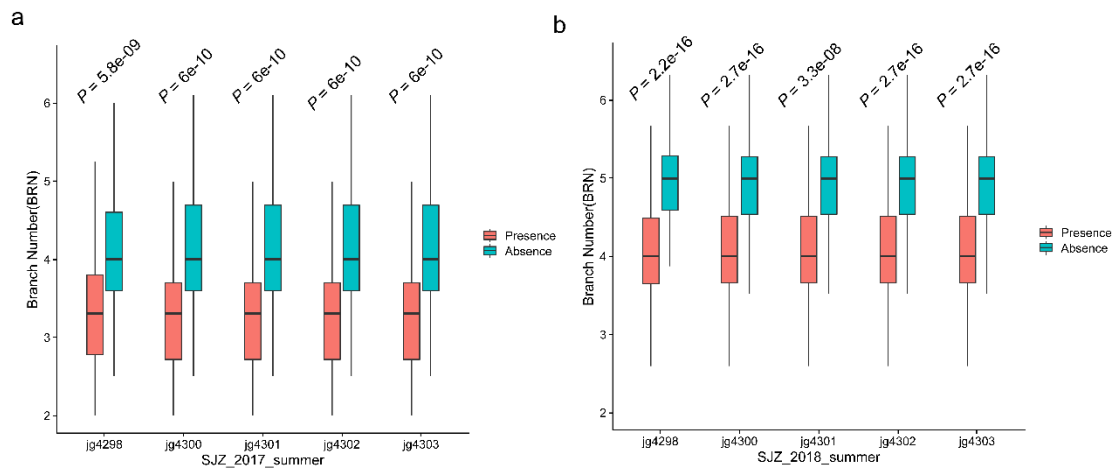 a
P = 5.8e-09
P = 6e-10
P = 6e-10
P = 6e-10
P = 6e-10
6
5
4
3
2
Branch Number(BRN)
jg4298
jg4300
jg4301
jg4302
jg4303
SJZ_2017_summer
Presence
Absence
b
P = 2.2e-16
P = 2.7e-16
P = 3.3e-08
P = 2.7e-16
P = 2.7e-16
6
5
4
3
2
Branch Number(BRN)
jg4298
jg4300
jg4301
jg4302
jg4303
SJZ_2018_summer
Presence
Absence